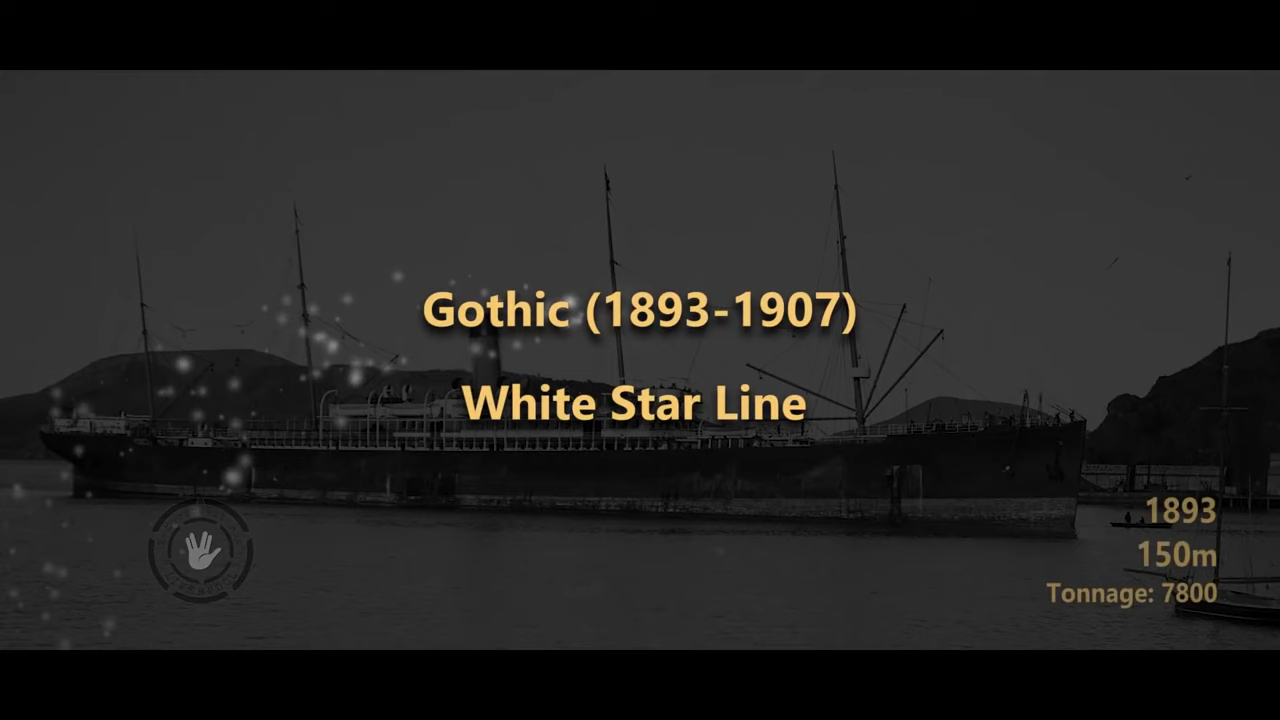 Gothic (1893-1907)
White Star Line
1893
150m
Tonnage: 7800